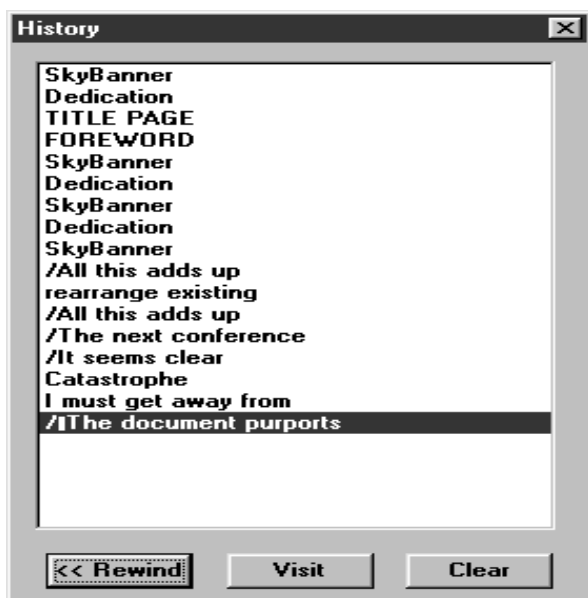 History
SkyBanner
Dedication
TITLE PAGE
FOREWORD
SkyBanner
Dedication
SkyBanner
Dedication
SkyBanner
/All this adds up
rearrange existing
/All this adds up
/The next conference
/It seems clear
Catastrophe
I must get away from
/▌The document purports
<< Rewind Visit Clear